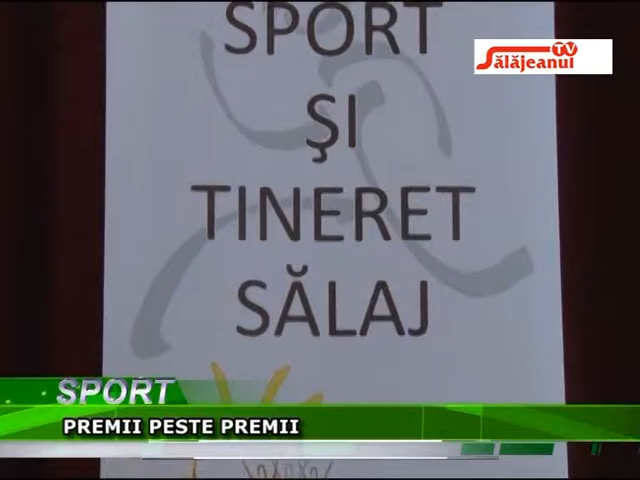 SPORT
ŞI
TINERET
SĂLAJ
Sălăjeanul TV
SPORT
PREMII PESTE PREMII